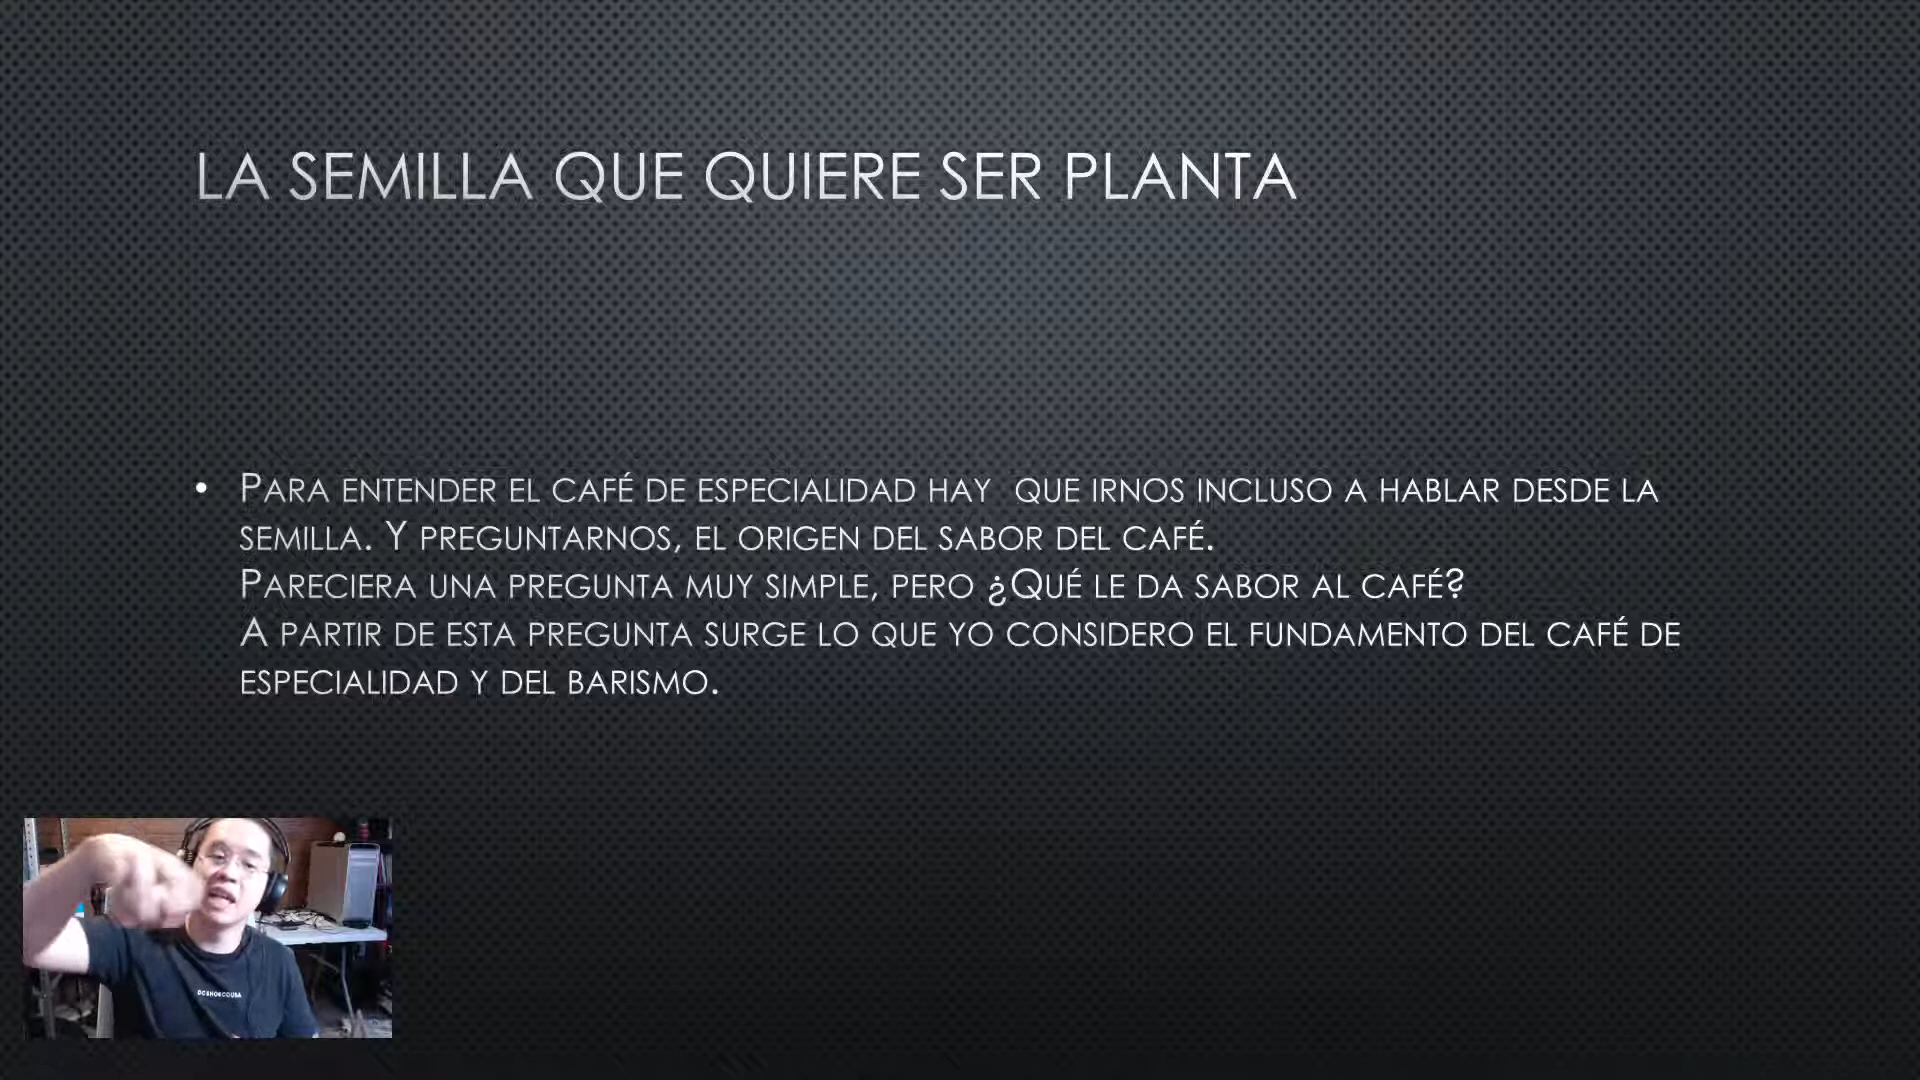 LA SEMILLA QUE QUIERE SER PLANTA
• PARA ENTENDER EL CAFÉ DE ESPECIALIDAD HAY QUE IRNOS INCLUSO A HABLAR DESDE LA
SEMILLA. Y PREGUNTARNOS, EL ORIGEN DEL SABOR DEL CAFÉ.
PARECIERA UNA PREGUNTA MUY SIMPLE, PERO ¿QUÉ LE DA SABOR AL CAFÉ?
A PARTIR DE ESTA PREGUNTA SURGE LO QUE YO CONSIDERO EL FUNDAMENTO DEL CAFÉ DE
ESPECIALIDAD Y DEL BARISMO.
DCSHOECOUSA